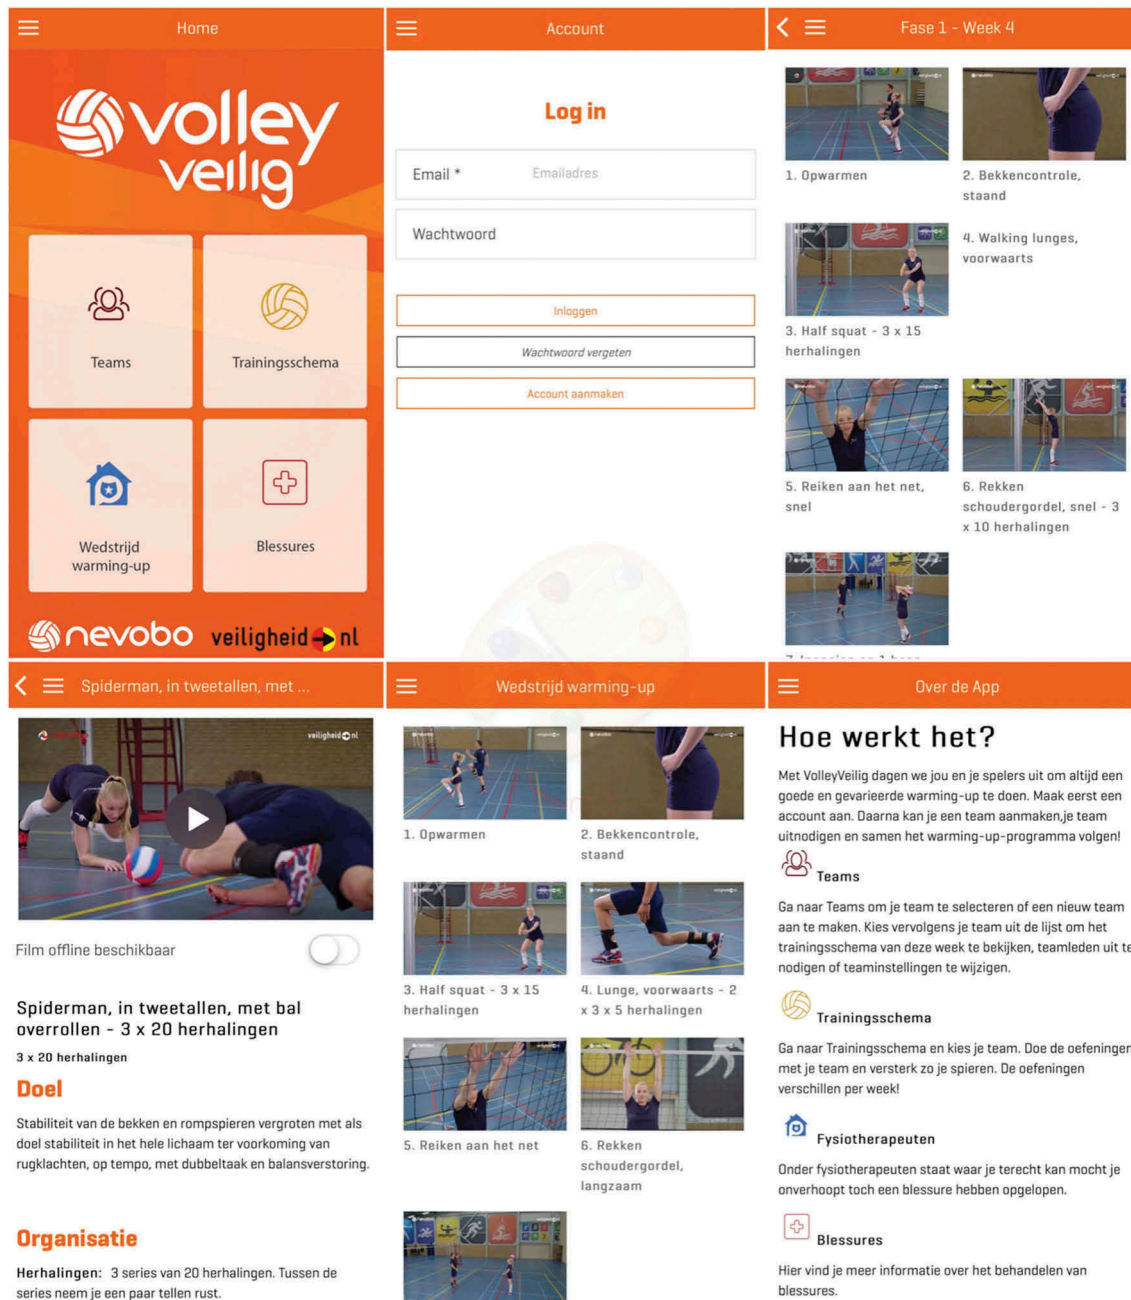 Home
volley
veilig
Teams
Trainingsschema
Wedstrijd
warming-up
Blessures
nevobo veiligheid nl
Account
Log in
Email * Emailadres
Wachtwoord
Inloggen
Wachtwoord vergeten
Account aanmaken
Fase 1 - Week 4
1. Opwarmen
2. Bekkencontrole,
staand
3. Half squat - 3 x 15
herhalingen
4. Walking lunges,
voorwaarts
5. Reiken aan het net,
snel
6. Rekken
schoudergordel, snel - 3
x 10 herhalingen
Spiderman, in tweetallen, met ...
veiligheid nl
Film offline beschikbaar
Spiderman, in tweetallen, met bal
overrollen - 3 x 20 herhalingen
3 x 20 herhalingen
Doel
Stabiliteit van de bekken en rompspieren vergroten met als
doel stabiliteit in het hele lichaam ter voorkoming van
rugklachten, op tempo, met dubbeltaak en balansverstoring.
Organisatie
Herhalingen: 3 series van 20 herhalingen. Tussen de
series neem je een paar tellen rust.
Wedstrijd warming-up
1. Opwarmen
2. Bekkencontrole,
staand
3. Half squat - 3 x 15
herhalingen
4. Lunge, voorwaarts - 2
x 3 x 5 herhalingen
5. Reiken aan het net
6. Rekken
schoudergordel,
langzaam
Over de App
Hoe werkt het?
Met VolleyVeilig dagen we jou en je spelers uit om altijd een
goede en gevarieerde warming-up te doen. Maak eerst een
account aan. Daarna kan je een team aanmaken,je team
uitnodigen en samen het warming-up-programma volgen!
Teams
Ga naar Teams om je team te selecteren of een nieuw team
aan te maken. Kies vervolgens je team uit de lijst om het
trainingsschema van deze week te bekijken, teamleden uit te
nodigen of teaminstellingen te wijzigen.
Trainingsschema
Ga naar Trainingsschema en kies je team. Doe de oefeningen
met je team en versterk zo je spieren. De oefeningen
verschillen per week!
Fysiotherapeuten
Onder fysiotherapeuten staat waar je terecht kan mocht je
onverhoopt toch een blessure hebben opgelopen.
Blessures
Hier vind je meer informatie over het behandelen van
blessures.